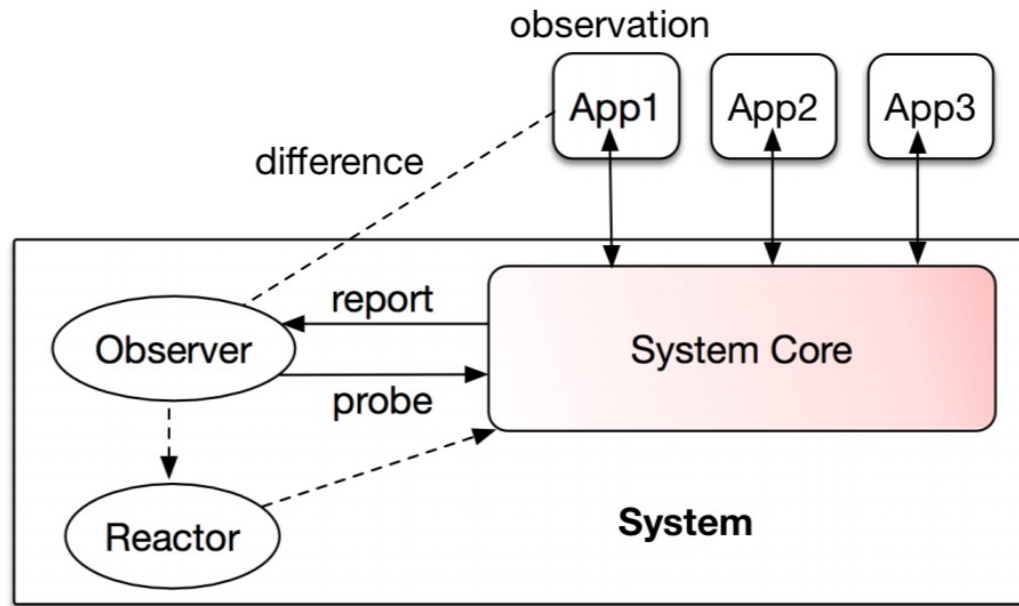 observation
App1
App2
App3
difference
report
Observer
System Core
probe
Reactor
System